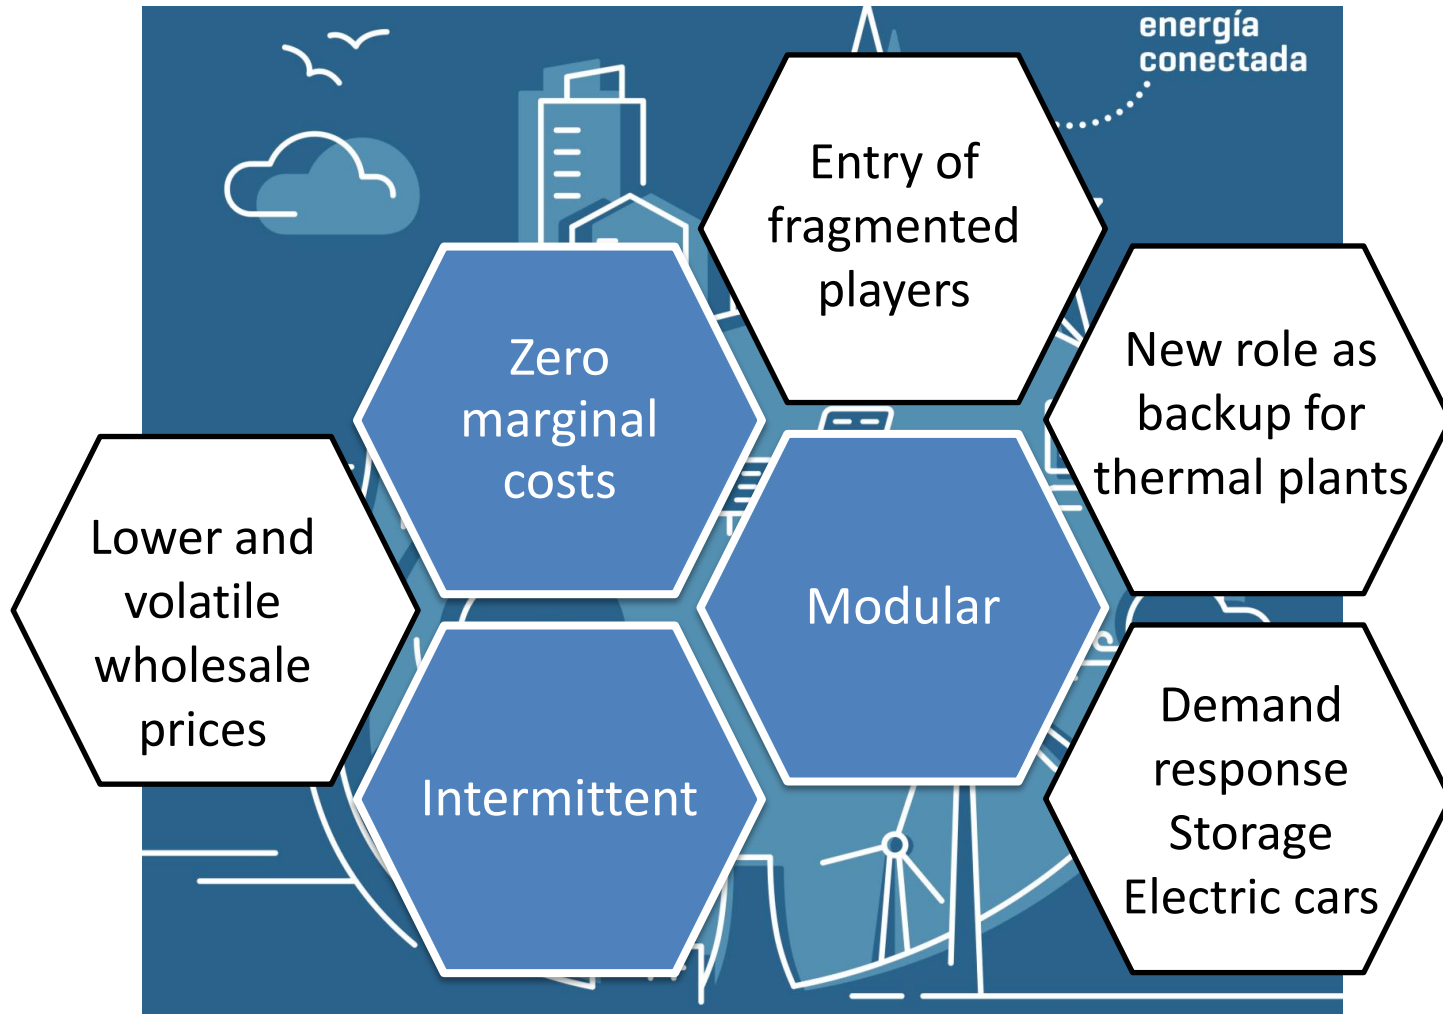 energía
conectada
Entry of
fragmented
players
Zero
marginal
costs
New role as
backup for
thermal plants
Lower and
volatile
wholesale
prices
Modular
Intermittent
Demand
response
Storage
Electric cars